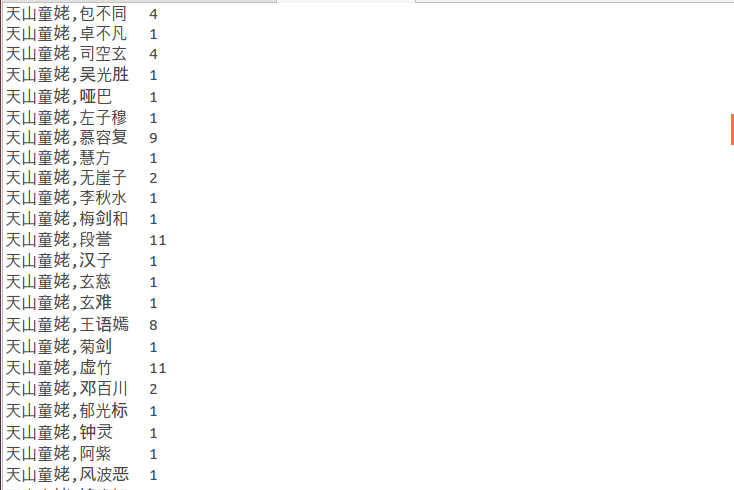 天山童姥,包不同	4
天山童姥,卓不凡	1
天山童姥,司空玄	4
天山童姥,吴光胜	1
天山童姥,哑巴	1
天山童姥,左子穆	1
天山童姥,慕容复	9
天山童姥,慧方	1
天山童姥,无崖子	2
天山童姥,李秋水	1
天山童姥,梅剑和	1
天山童姥,段誉	11
天山童姥,汉子	1
天山童姥,玄慈	1
天山童姥,玄难	1
天山童姥,王语嫣	8
天山童姥,菊剑	1
天山童姥,虚竹	11
天山童姥,邓百川	2
天山童姥,郁光标	1
天山童姥,钟灵	1
天山童姥,阿紫	1
天山童姥,风波恶	1